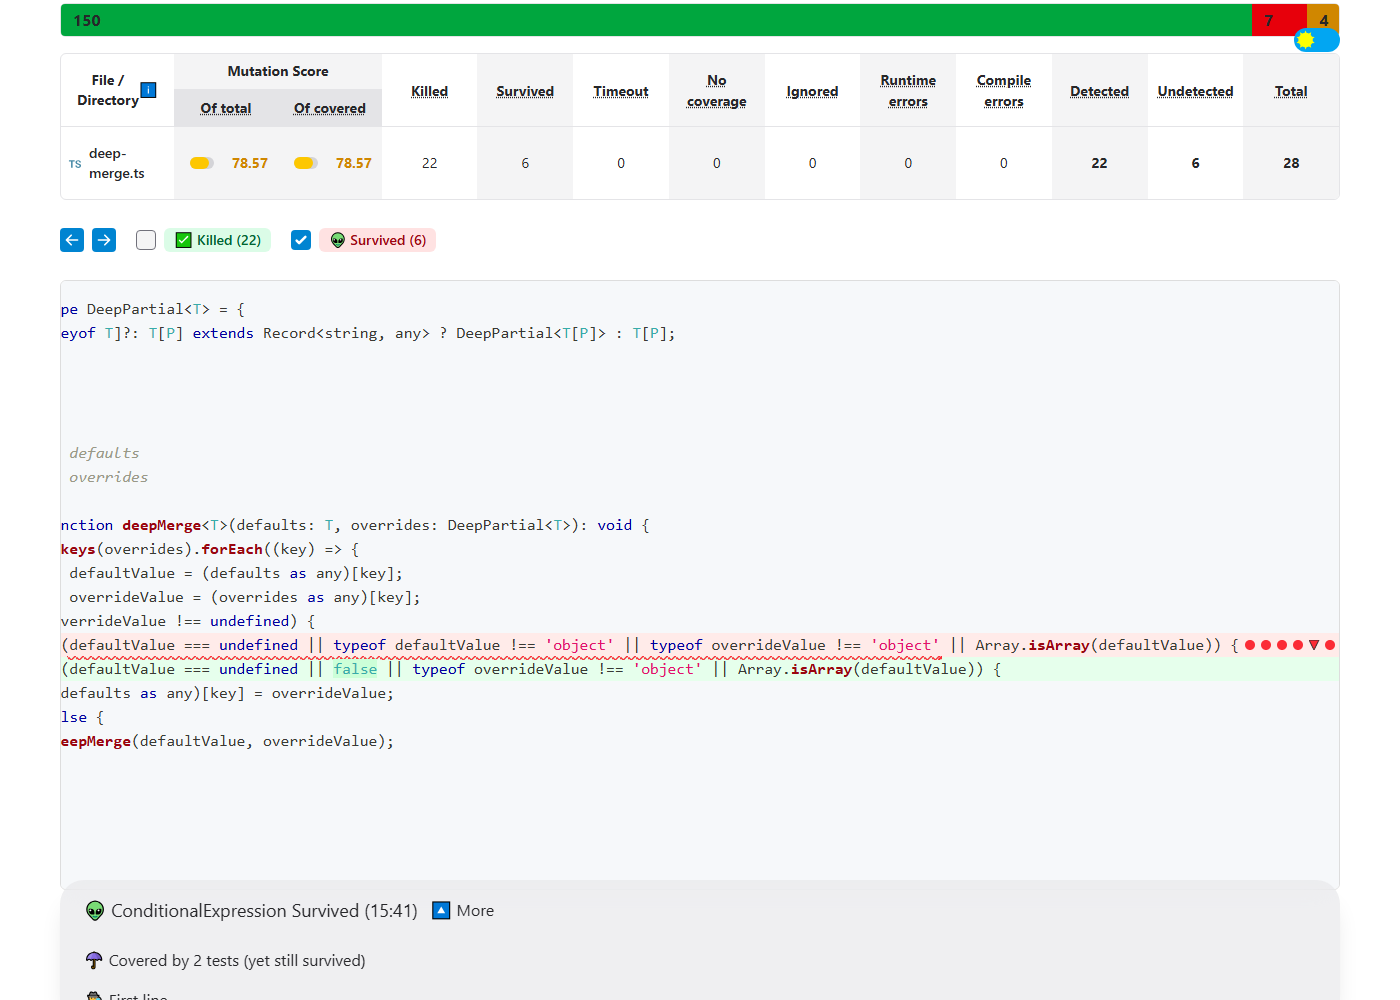 150 7 4
File / Directory i Mutation Score Killed Survived Timeout No coverage Ignored Runtime errors Compile errors Detected Undetected Total
Of total Of covered
TS deep-merge.ts 78.57 78.57 22 6 0 0 0 0 0 22 6 28
Killed (22) Survived (6)
pe DeepPartial<T> = {
eyof T]?: T[P] extends Record<string, any> ? DeepPartial<T[P]> : T[P];
defaults
overrides
nction deepMerge<T>(defaults: T, overrides: DeepPartial<T>): void {
keys(overrides).forEach((key) => {
defaultValue = (defaults as any)[key];
overrideValue = (overrides as any)[key];
verrideValue !== undefined) {
(defaultValue === undefined || typeof defaultValue !== 'object' || typeof overrideValue !== 'object' || Array.isArray(defaultValue)) {
(defaultValue === undefined || false || typeof overrideValue !== 'object' || Array.isArray(defaultValue)) {
defaults as any)[key] = overrideValue;
lse {
eepMerge(defaultValue, overrideValue);
ConditionalExpression Survived (15:41) More
Covered by 2 tests (yet still survived)
First line